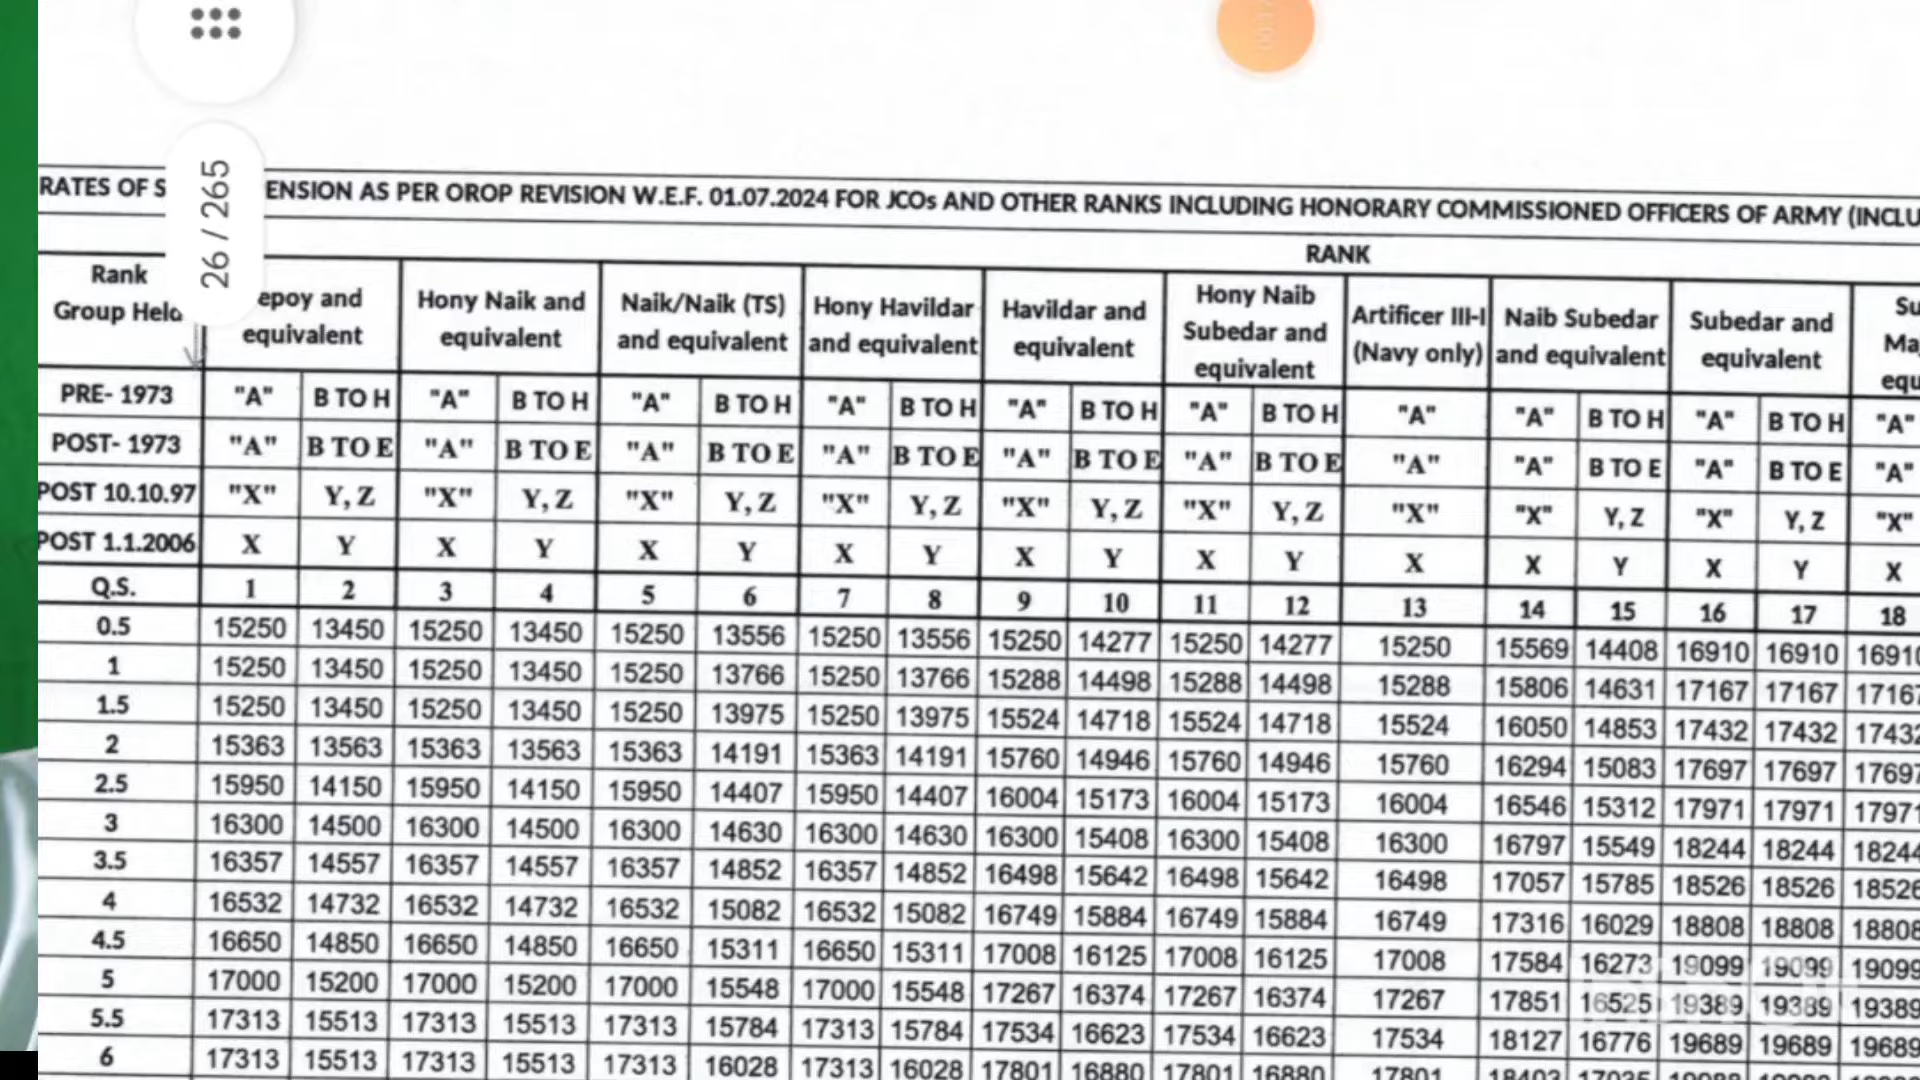 26 / 265
RATES OF S ENSION AS PER OROP REVISION W.E.F. 01.07.2024 FOR JCOs AND OTHER RANKS INCLUDING HONORARY COMMISSIONED OFFICERS OF ARMY (INCLU
RANK
Rank Group Held epoy and equivalent Hony Naik and equivalent Naik/Naik (TS) and equivalent Hony Havildar and equivalent Havildar and equivalent Hony Naib Subedar and equivalent Artificer III-I (Navy only) Naib Subedar and equivalent Subedar and equivalent Su Ma equ
PRE- 1973 "A" B TO H "A" B TO H "A" B TO H "A" B TO H "A" B TO H "A" B TO H "A" "A" B TO H "A" B TO H "A"
POST- 1973 "A" B TO E "A" B TO E "A" B TO E "A" B TO E "A" B TO E "A" B TO E "A" "A" B TO E "A" B TO E "A"
POST 10.10.97 "X" Y, Z "X" Y, Z "X" Y, Z "X" Y, Z "X" Y, Z "X" Y, Z "X" "X" Y, Z "X" Y, Z "X"
POST 1.1.2006 X Y X Y X Y X Y X Y X Y X X Y X Y X
Q.S. 1 2 3 4 5 6 7 8 9 10 11 12 13 14 15 16 17 18
0.5 15250 13450 15250 13450 15250 13556 15250 13556 15250 14277 15250 14277 15250 15569 14408 16910 16910 16910
1 15250 13450 15250 13450 15250 13766 15250 13766 15288 14498 15288 14498 15288 15806 14631 17167 17167 17167
1.5 15250 13450 15250 13450 15250 13975 15250 13975 15524 14718 15524 14718 15524 16050 14853 17432 17432 17432
2 15363 13563 15363 13563 15363 14191 15363 14191 15760 14946 15760 14946 15760 16294 15083 17697 17697 17697
2.5 15950 14150 15950 14150 15950 14407 15950 14407 16004 15173 16004 15173 16004 16546 15312 17971 17971 17971
3 16300 14500 16300 14500 16300 14630 16300 14630 16300 15408 16300 15408 16300 16797 15549 18244 18244 18244
3.5 16357 14557 16357 14557 16357 14852 16357 14852 16498 15642 16498 15642 16498 17057 15785 18526 18526 18526
4 16532 14732 16532 14732 16532 15082 16532 15082 16749 15884 16749 15884 16749 17316 16029 18808 18808 18808
4.5 16650 14850 16650 14850 16650 15311 16650 15311 17008 16125 17008 16125 17008 17584 16273 19099 19099 19099
5 17000 15200 17000 15200 17000 15548 17000 15548 17267 16374 17267 16374 17267 17851 16525 19389 19389 19389
5.5 17313 15513 17313 15513 17313 15784 17313 15784 17534 16623 17534 16623 17534 18127 16776 19689 19689 19689
6 17313 15513 17313 15513 17313 16028 17313 16028 17801 16880 17801 16880 17801